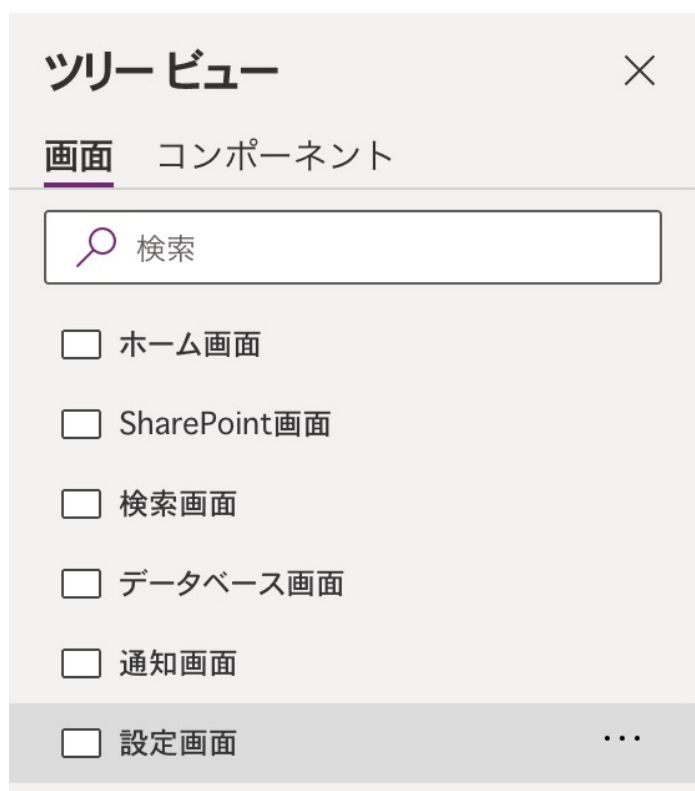 ツリー ビュー
画面 コンポーネント
検索
ホーム画面
SharePoint画面
検索画面
データベース画面
通知画面
設定画面 ...